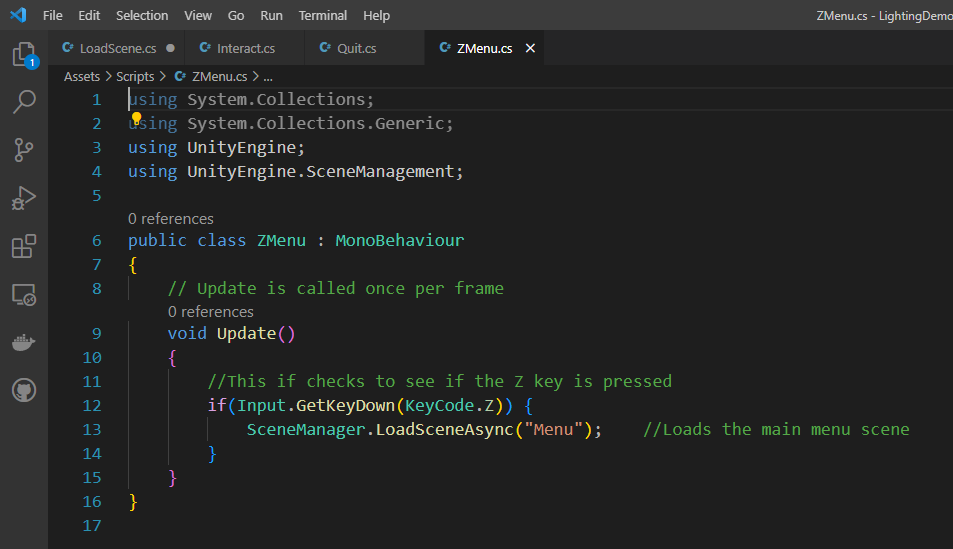 File Edit Selection View Go Run Terminal Help ZMenu.cs - LightingDemo
LoadScene.cs Interact.cs Quit.cs ZMenu.cs
Assets > Scripts > ZMenu.cs > ...
1 using System.Collections;
2 using System.Collections.Generic;
3 using UnityEngine;
4 using UnityEngine.SceneManagement;
5
0 references
6 public class ZMenu : MonoBehaviour
7 {
8 // Update is called once per frame
0 references
9 void Update()
10 {
11 //This if checks to see if the Z key is pressed
12 if(Input.GetKeyDown(KeyCode.Z)) {
13 SceneManager.LoadSceneAsync("Menu"); //Loads the main menu scene
14 }
15 }
16 }
17
1